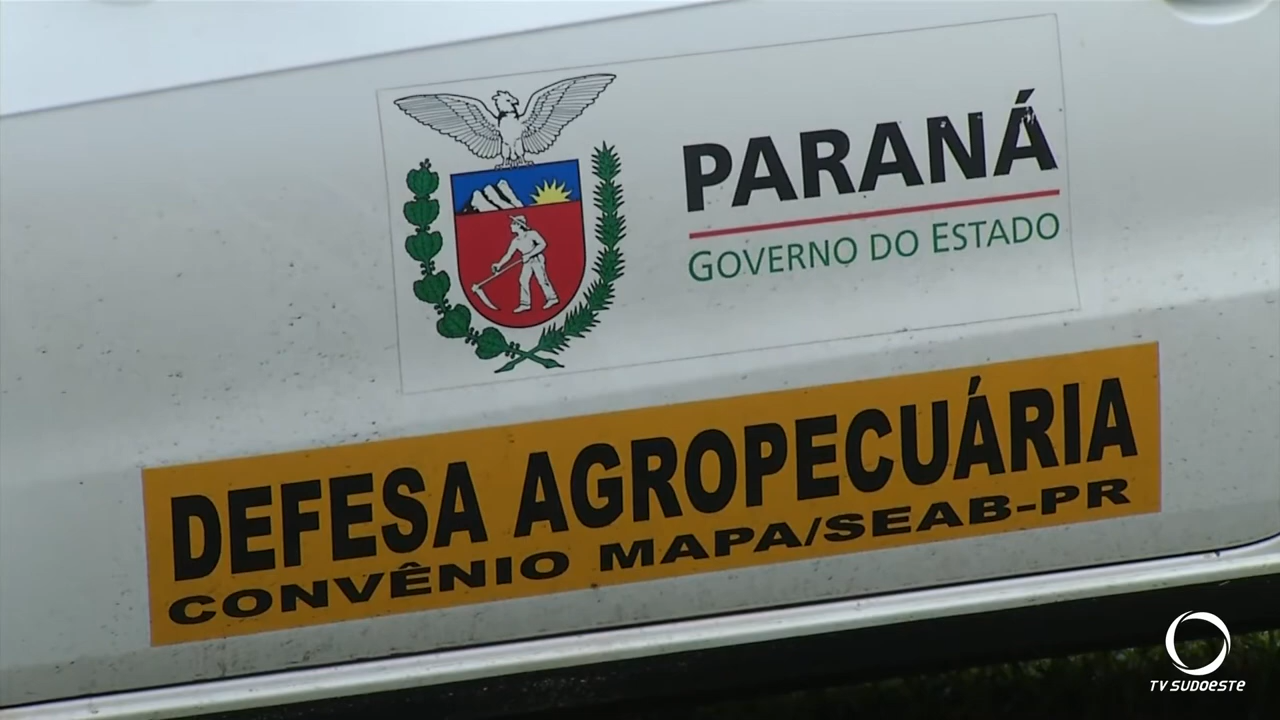 PARANÁ
GOVERNO DO ESTADO
DEFESA AGROPECUÁRIA
CONVÊNIO MAPA/SEAB-PR
TV SUDOESTE